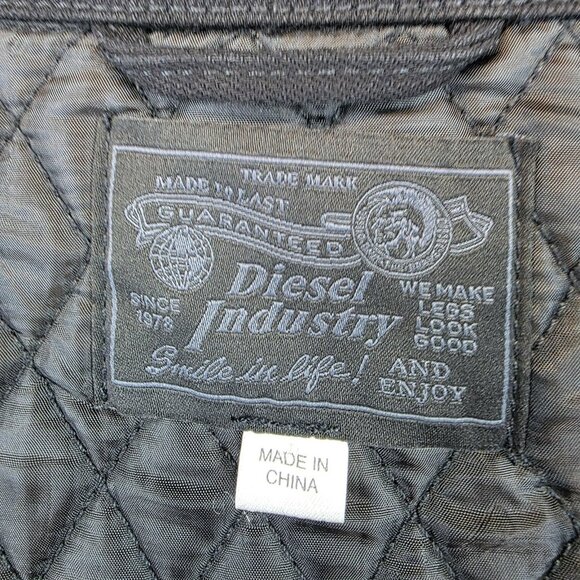 TRADE MARK
MADE to LAST
GUARANTEED
Diesel
Industry
SINCE
1978
WE MAKE
LEGS
LOOK
GOOD
Smile in life!
AND
ENJOY
MADE IN
CHINA